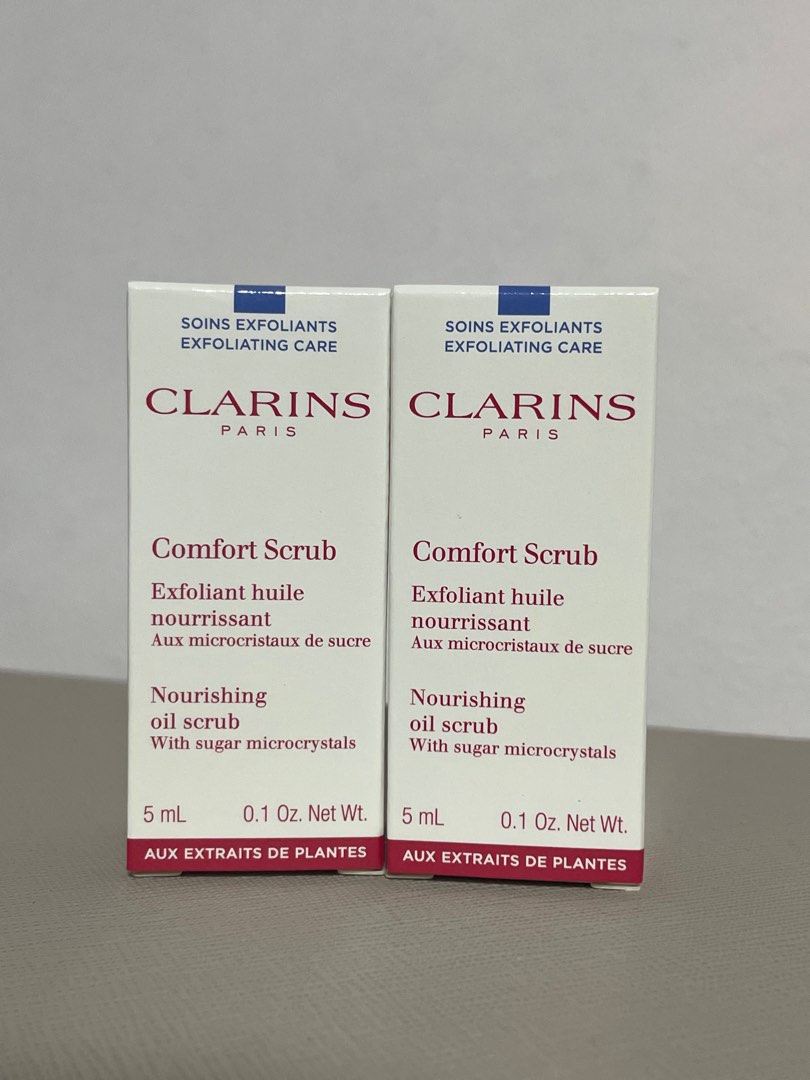 SOINS EXFOLIANTS
EXFOLIATING CARE
CLARINS
PARIS
Comfort Scrub
Exfoliant huile
nourrissant
Aux microcristaux de sucre
Nourishing
oil scrub
With sugar microcrystals
5 mL 0.1 Oz. Net Wt.
AUX EXTRAITS DE PLANTES
SOINS EXFOLIANTS
EXFOLIATING CARE
CLARINS
PARIS
Comfort Scrub
Exfoliant huile
nourrissant
Aux microcristaux de sucre
Nourishing
oil scrub
With sugar microcrystals
5 mL 0.1 Oz. Net Wt.
AUX EXTRAITS DE PLANTES